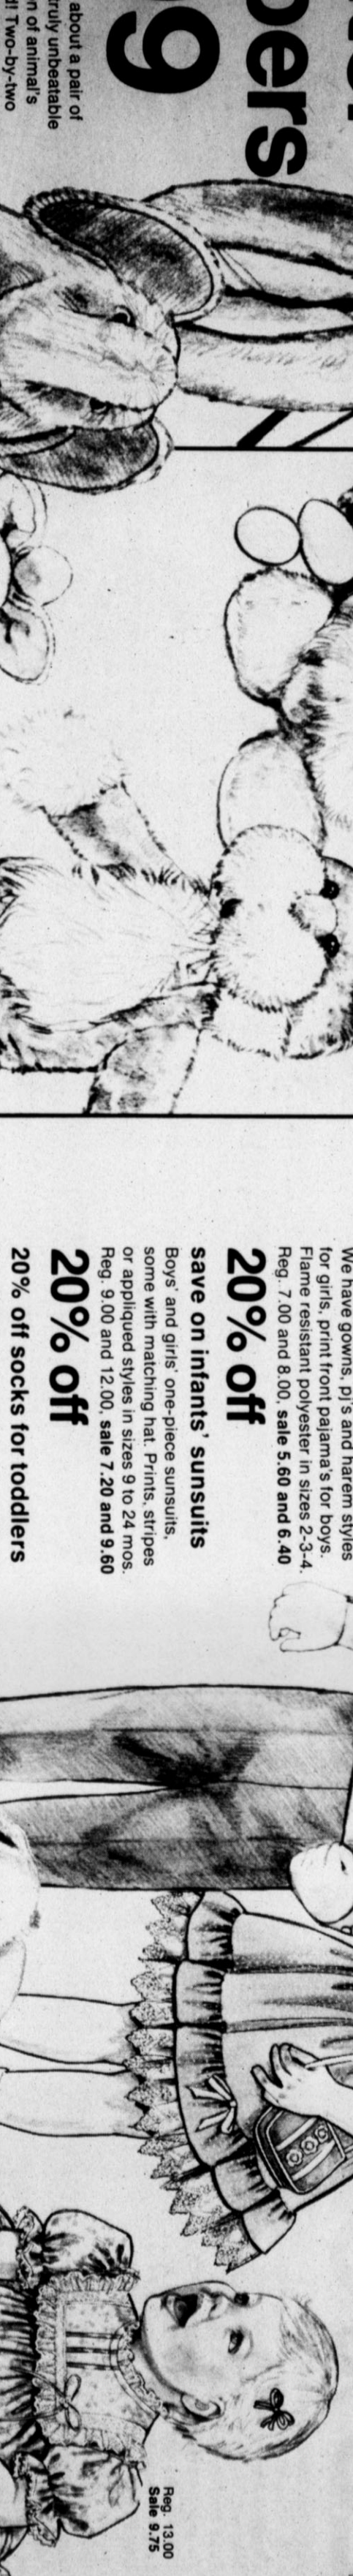 pers
9
about a pair of
truly unbeatable
of animal's
Two-by-two
We have gowns, pj's and harem styles
for girls, print front pajama's for boys.
Flame resistant polyester in sizes 2-3-4.
Reg. 7.00 and 8.00, sale 5.60 and 6.40
20% off
save on infants' sunsuits
Boys' and girls' one-piece sunsuits,
some with matching hat. Prints, stripes
or appliqued styles in sizes 9 to 24 mos.
Reg. 9.00 and 12.00, sale 7.20 and 9.60
20% off
20% off socks for toddlers
Reg. 13.00
Sale 9.75